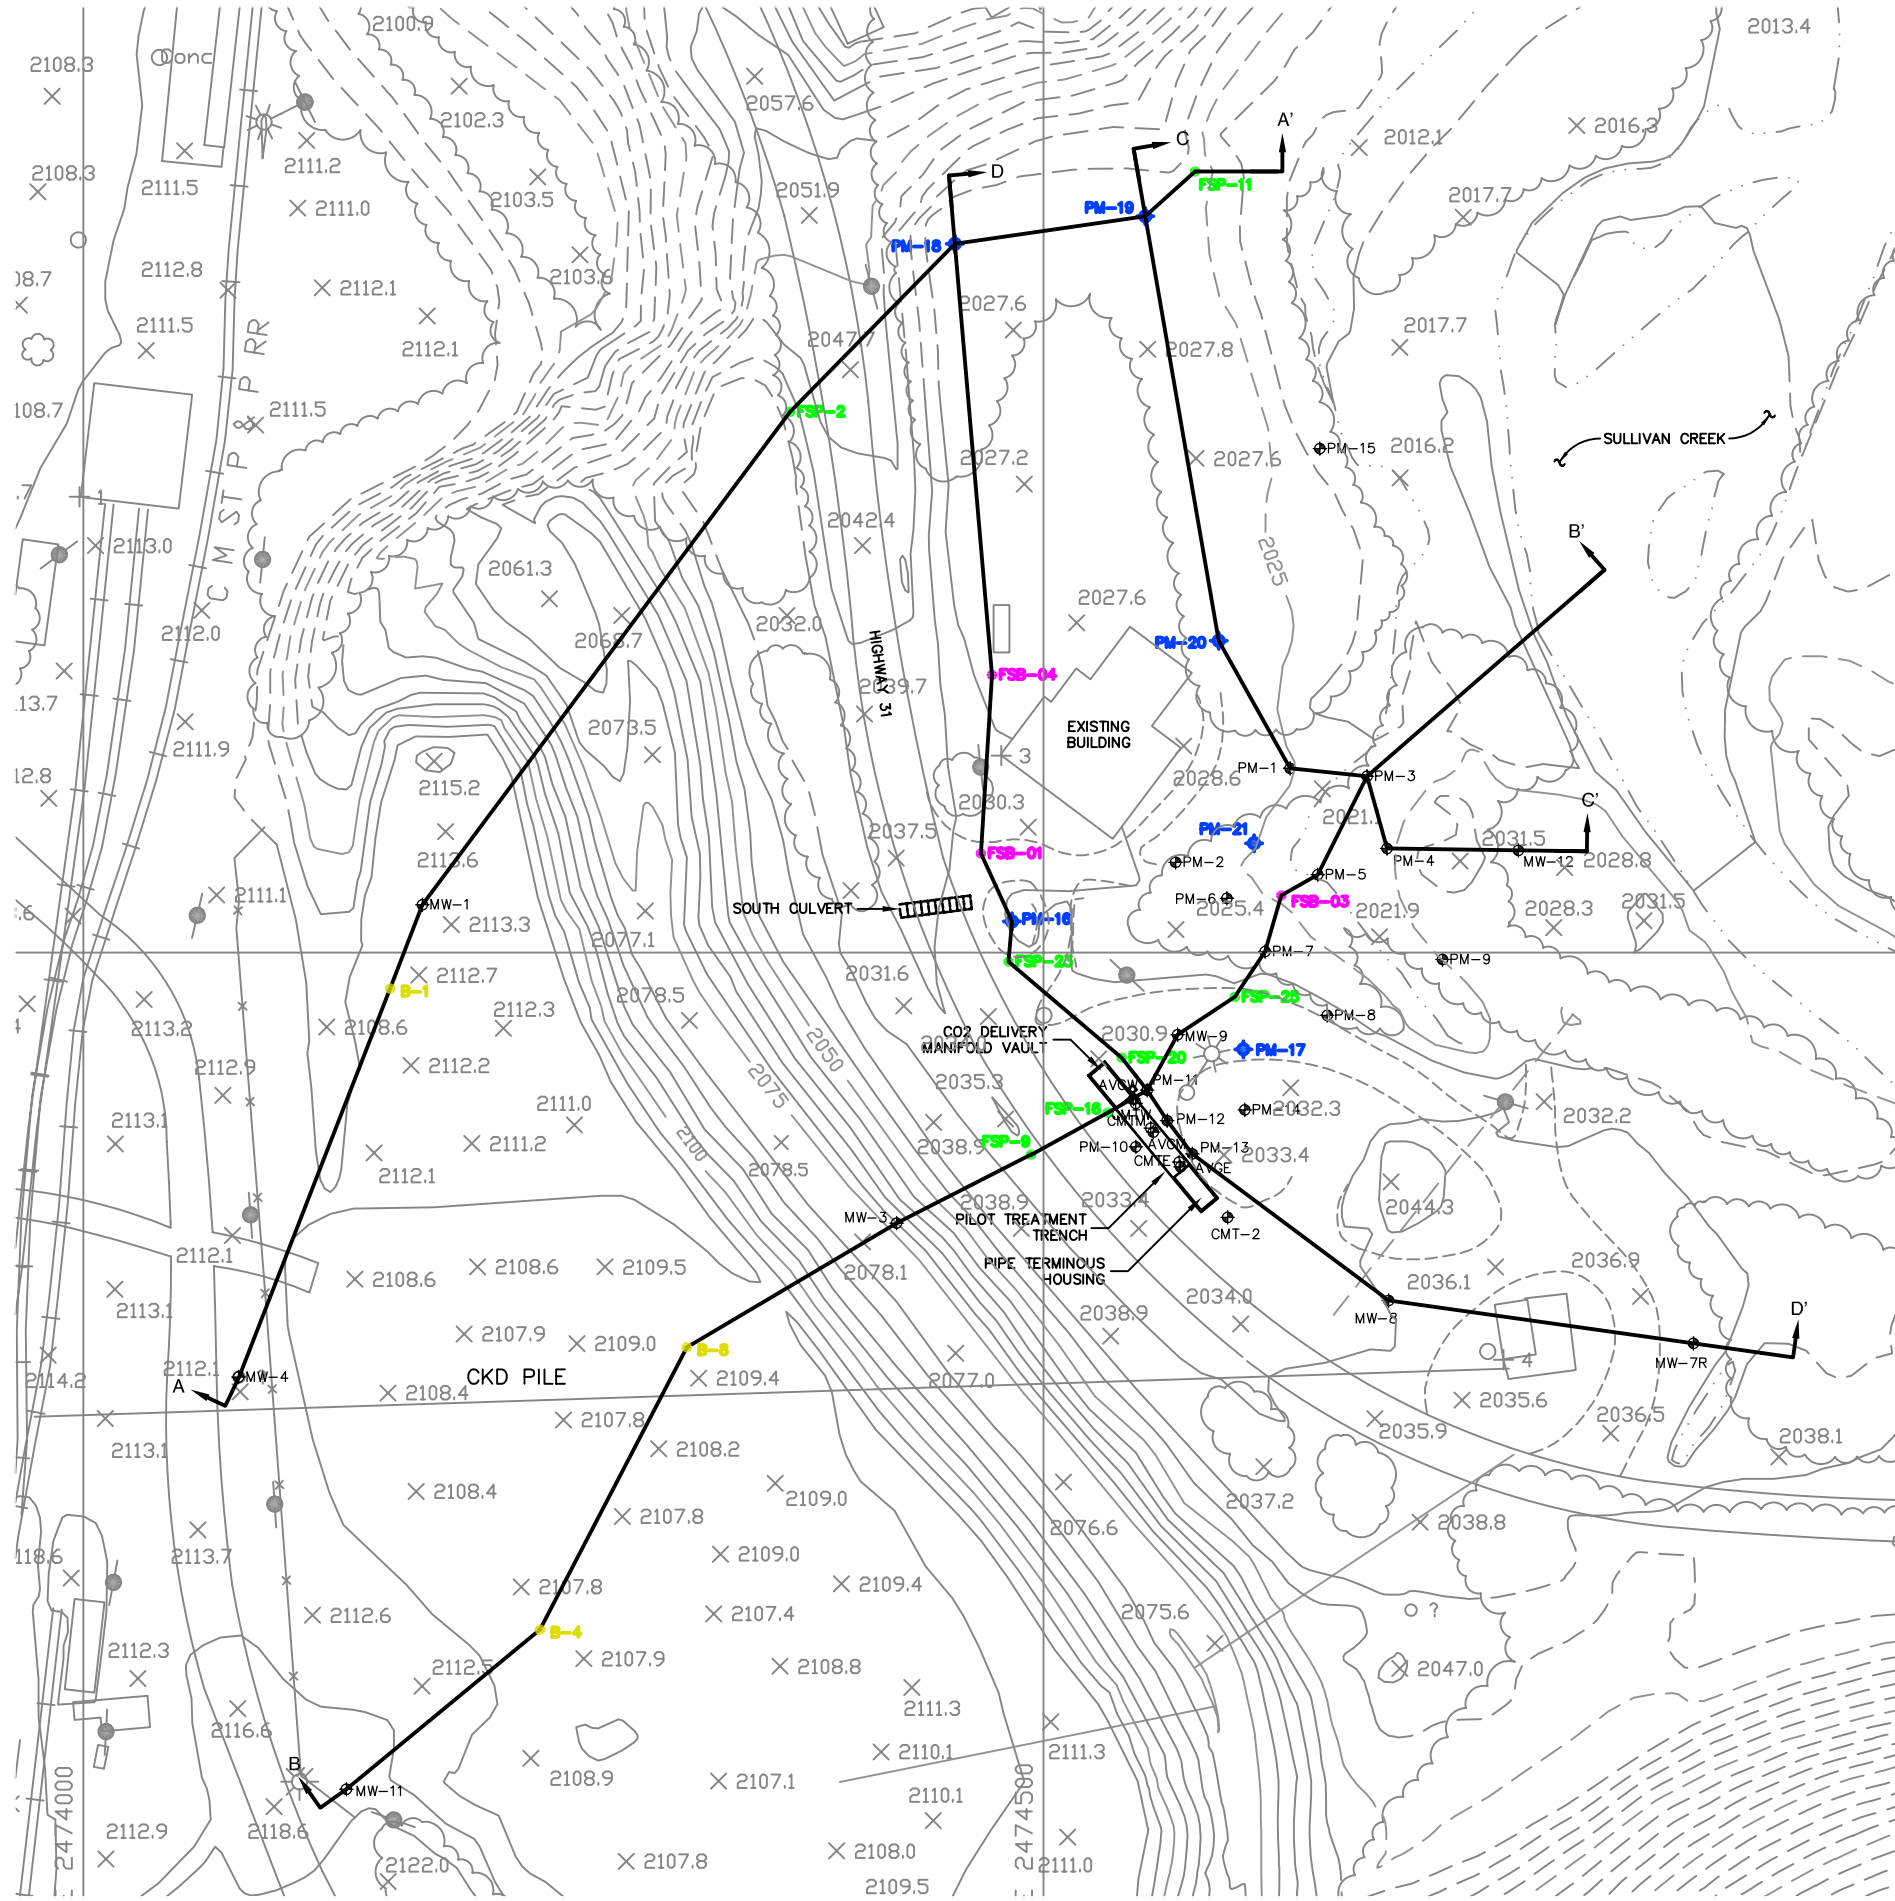 2100.9
2013.4
Conc
2108.3
2057.6
2102.3
A'
2016.3
2012.1
C
2111.2
2108.3
2111.5
D
2051.9
FSP-11
2017.7
2103.5
2111.0
PM-19
PM-18
2112.8
2103.6
2112.1
2027.6
2111.5
2047.7
2017.7
2112.1
2027.8
C M S T P & P RR
2111.5
FSP-2
SULLIVAN CREEK
PM-15
2016.2
2027.2
2027.6
1
2042.4
2113.0
B'
2025
2061.3
2027.6
2112.0
2068.7
2032.0
PM-20
HIGHWAY 31
FSB-04
2039.7
2073.5
EXISTING
BUILDING
2111.9
3
PM-1
PM-3
2028.6
2115.2
2030.3
C'
PM-21
2037.5
2031.5
2113.6
FSB-01
PM-2
PM-4
MW-12
2028.8
PM-5
2111.1
MW-1
SOUTH CULVERT
PM-6
FSB-03
2025.4
2021.9
2028.3
2031.5
2113.3
PM-16
2077.1
PM-7
PM-9
FSP-23
2031.6
2112.7
B-1
2078.5
FSP-25
2112.3
PM-8
2113.2
2108.6
CO2 DELIVERY
MANIFOLD VAULT
2030.9
MW-9
2050
PM-17
FSP-20
2112.2
2112.9
2075
2035.3
AVGW
PM-11
2111.0
FSP-16
PM-14
2032.3
2032.2
2113.1
CMTW
PM-12
2111.2
2100
CMTM
FSP-9
2038.9
PM-10
AVGM
PM-13
2078.5
CMTE
AVGE
2033.4
2112.1
2038.9
2033.4
2044.3
MW-3
PILOT TREATMENT
TRENCH
CMT-2
2112.1
2078.1
PIPE TERMINOUS
HOUSING
2036.9
2108.6
2108.6
2109.5
2036.1
2113.1
2034.0
2038.9
MW-8
D'
2107.9
2109.0
B-8
4
MW-7R
2112.1
A
MW-4
CKD PILE
2109.4
2077.0
2114.2
2108.4
2035.6
2107.8
2035.9
2036.5
2113.1
2108.2
2038.1
2108.4
2109.0
2037.2
2107.8
2076.6
2038.8
2113.7
2109.0
2107.8
2109.4
2112.6
2107.4
2075.6
?
B-4
2112.3
2112.5
2107.9
2108.8
2047.0
2111.3
2116.6
2110.1
2111.3
B
2108.9
2107.1
MW-11
2110.1
2112.9
2118.6
2108.0
2122.0
2107.8
2111.0
2109.5
E 2474000
E 2474500